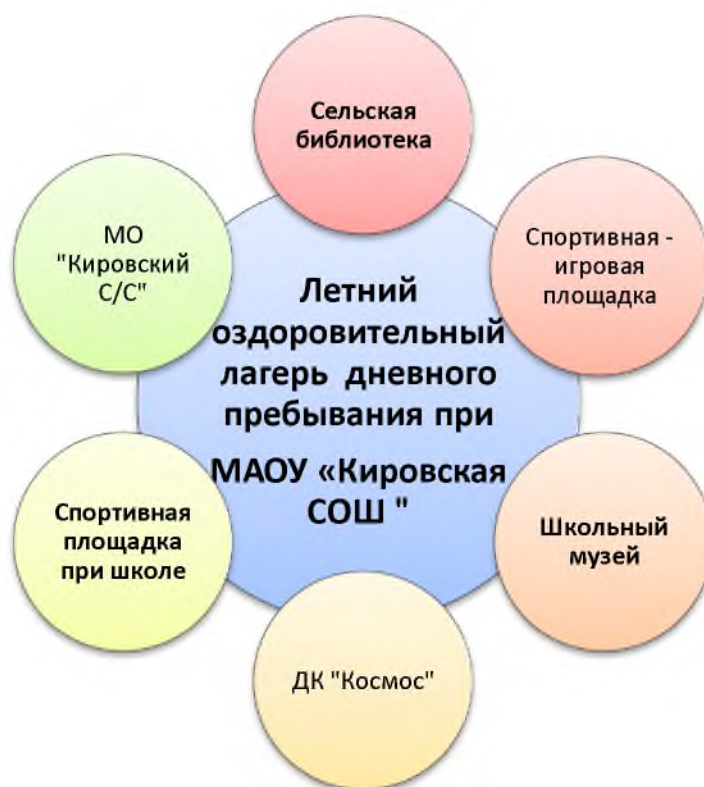 Сельская
библиотека
МО
"Кировский
С/С"
Спортивная -
игровая
площадка
Летний
оздоровительный
лагерь дневного
пребывания при
МАОУ «Кировская
СОШ "
Спортивная
площадка
при школе
Школьный
музей
ДК "Космос"